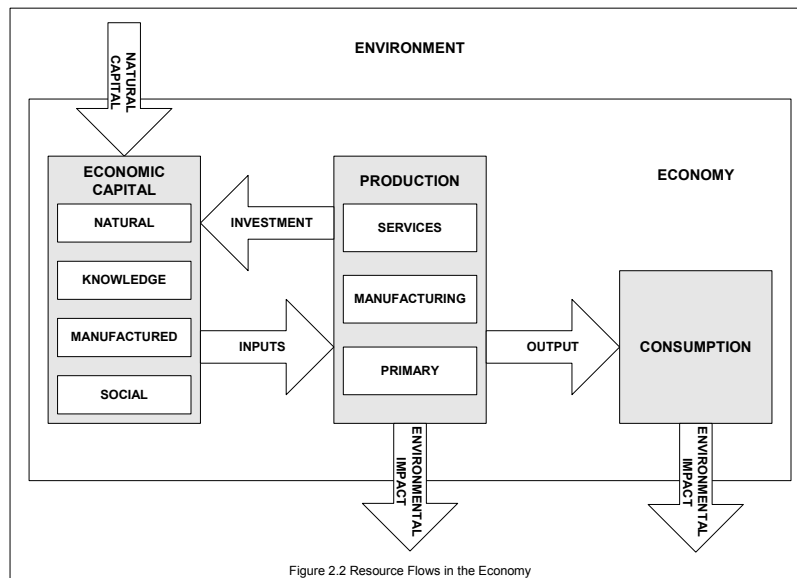 ENVIRONMENT
NATURAL
CAPITAL
ECONOMY
ECONOMIC
CAPITAL
NATURAL
KNOWLEDGE
MANUFACTURED
SOCIAL
INVESTMENT
INPUTS
PRODUCTION
SERVICES
MANUFACTURING
PRIMARY
OUTPUT
CONSUMPTION
ENVIRONMENTAL
IMPACT
ENVIRONMENTAL
IMPACT
Figure 2.2 Resource Flows in the Economy